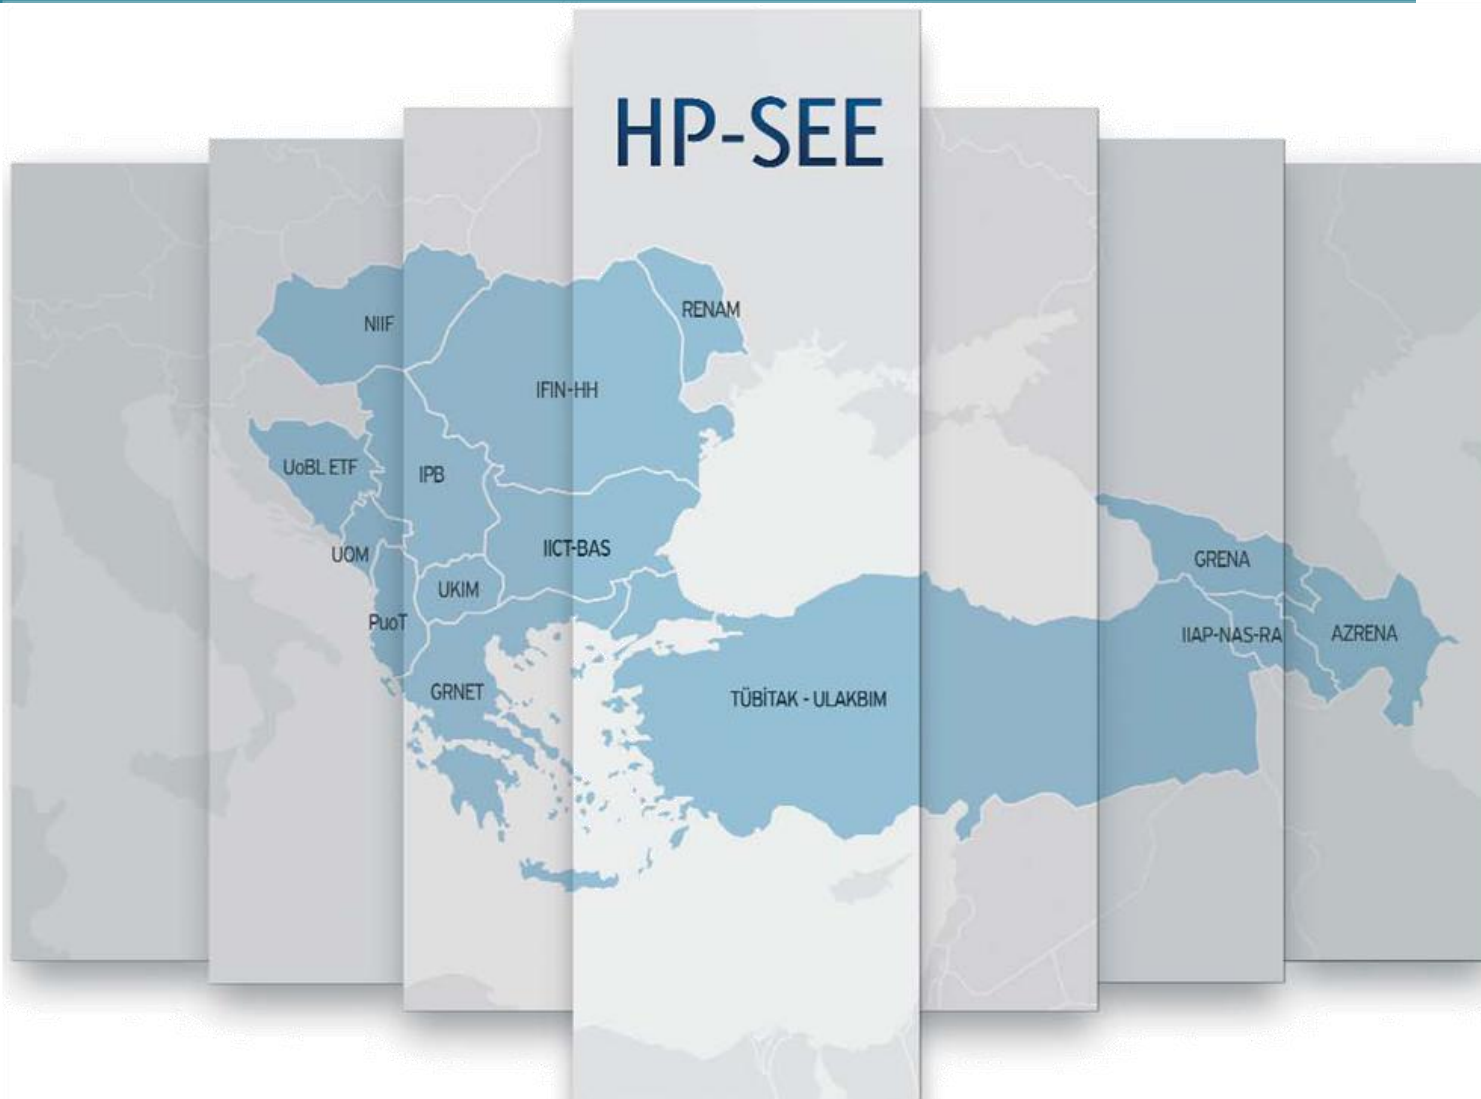 HP-SEE
RENAM
NIIF
IFIN-HH
UoBL ETF
IPB
IICT-BAS
UOM
GRENA
UKIM
PuoT
IIAP-NAS-RA
AZRENA
GRNET
TÜBİTAK - ULAKBIM